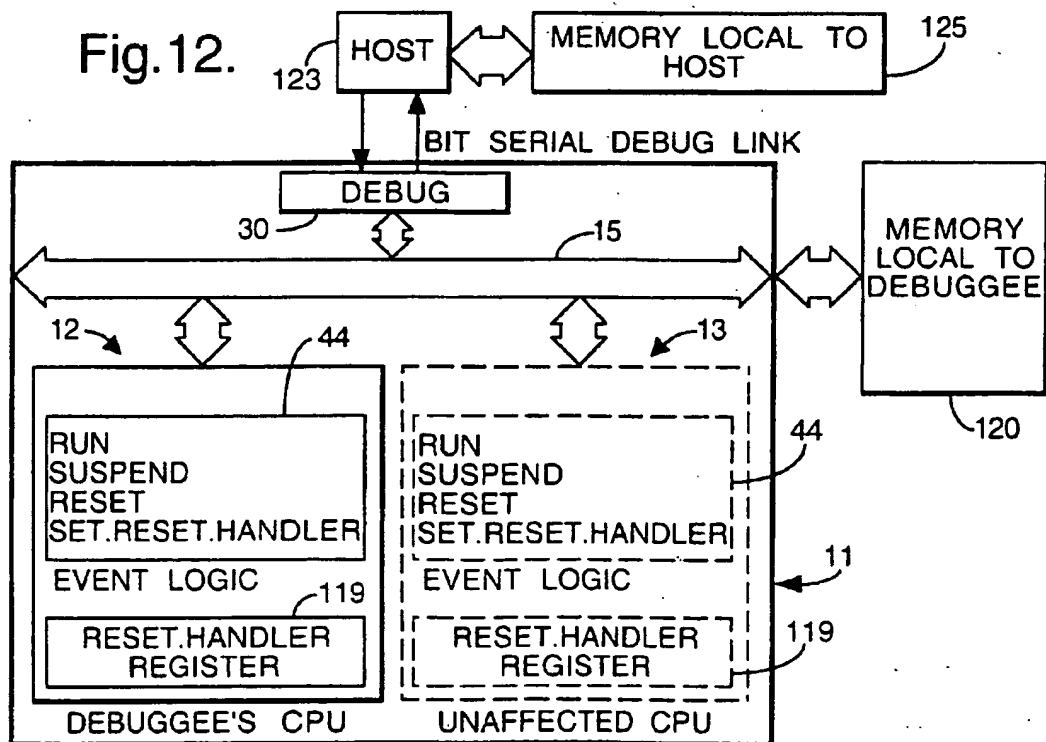 Fig.12.
HOST
123
MEMORY LOCAL TO
HOST
125
BIT SERIAL DEBUG LINK
DEBUG
30
15
MEMORY
LOCAL TO
DEBUGGEE
120
12
44
13
RUN
SUSPEND
RESET
SET.RESET.HANDLER
EVENT LOGIC
119
RESET.HANDLER
REGISTER
DEBUGGEE'S CPU
44
RUN
SUSPEND
RESET
SET.RESET.HANDLER
EVENT LOGIC
11
RESET.HANDLER
REGISTER
119
UNAFFECTED CPU